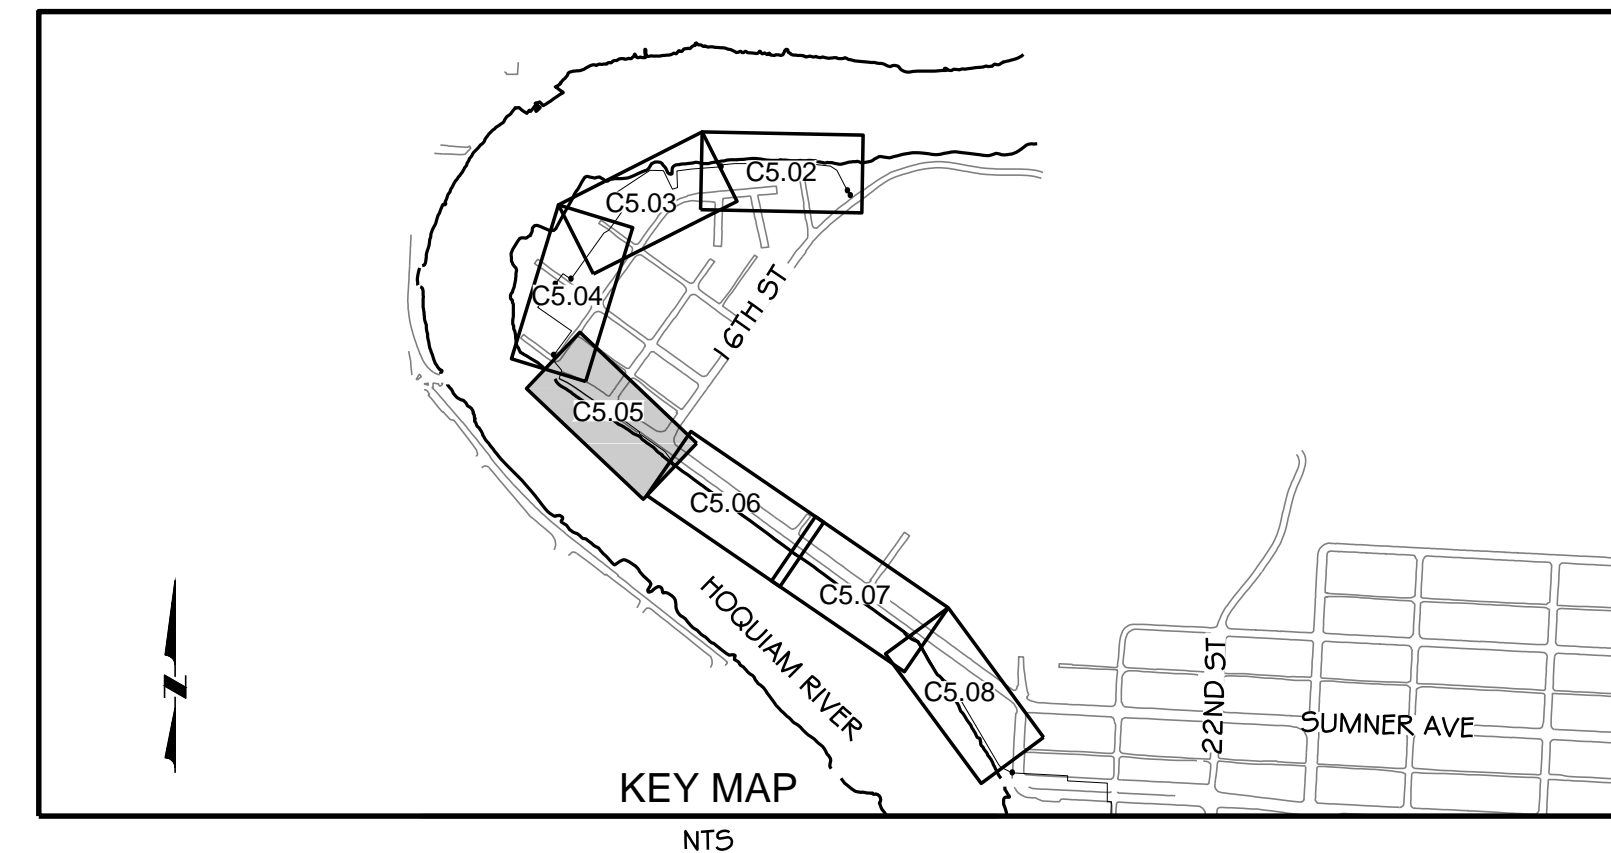 C5.02
C5.03
C5.04
16TH ST
C5.05
C5.06
C5.07
HOQUIAM RIVER
C5.08
22ND ST
SUMNER AVE
N
KEY MAP
NTS